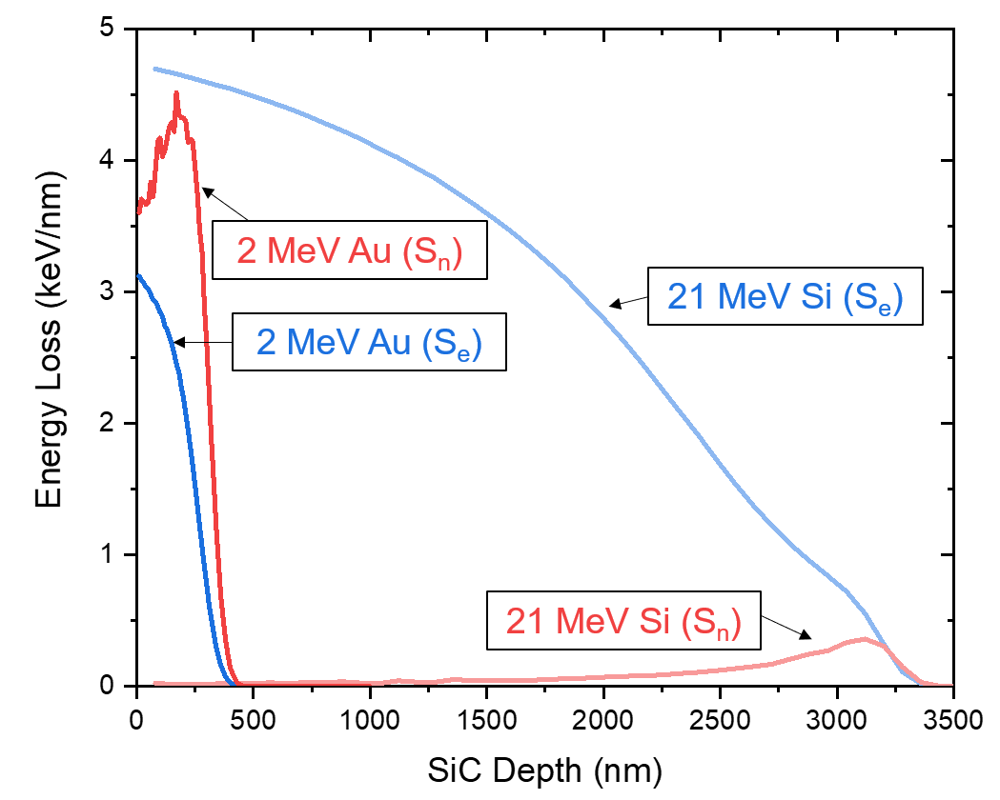 5
4
3
2
1
0
Energy Loss (keV/nm)
2 MeV Au (Sn)
2 MeV Au (Se)
21 MeV Si (Se)
21 MeV Si (Sn)
0 500 1000 1500 2000 2500 3000 3500
SiC Depth (nm)